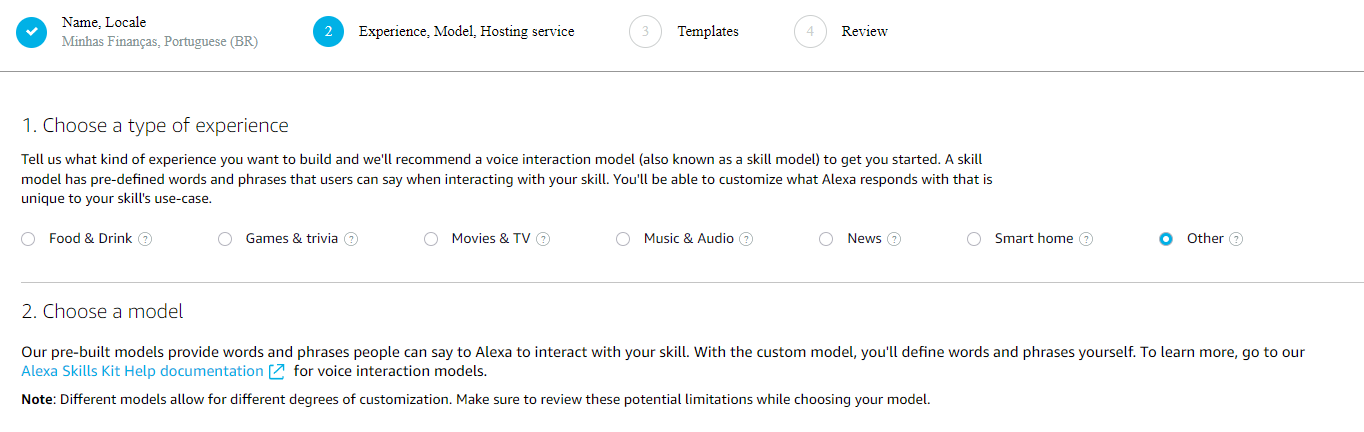 Name, Locale
Minhas Finanças, Portuguese (BR)
2
Experience, Model, Hosting service
3
Templates
4
Review
1. Choose a type of experience
Tell us what kind of experience you want to build and we'll recommend a voice interaction model (also known as a skill model) to get you started. A skill
model has pre-defined words and phrases that users can say when interacting with your skill. You'll be able to customize what Alexa responds with that is
unique to your skill's use-case.
Food & Drink ?
Games & trivia ?
Movies & TV ?
Music & Audio ?
News ?
Smart home ?
Other ?
2. Choose a model
Our pre-built models provide words and phrases people can say to Alexa to interact with your skill. With the custom model, you'll define words and phrases yourself. To learn more, go to our
Alexa Skills Kit Help documentation for voice interaction models.
Note: Different models allow for different degrees of customization. Make sure to review these potential limitations while choosing your model.